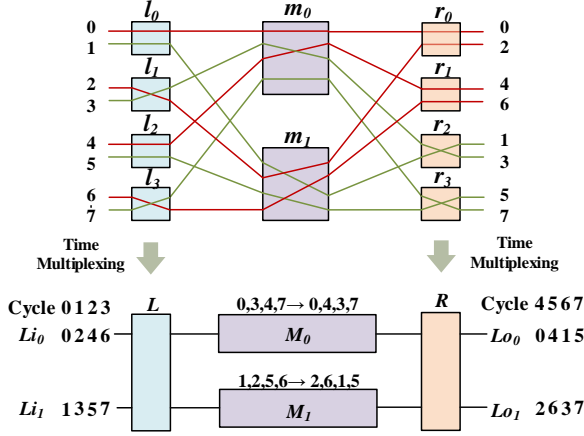 l0 m0 r0
0 0
1 2
l1 r1
2 4
3 6
l2 m1 r2
4 1
5 3
l3 r3
6 5
7 7
Time Multiplexing
Time Multiplexing
Cycle 0 1 2 3 L 0,3,4,7→ 0,4,3,7 R Cycle 4 5 6 7
Li0 0 2 4 6 M0 Lo0 0 4 1 5
1,2,5,6→ 2,6,1,5
Li1 1 3 5 7 M1 Lo1 2 6 3 7